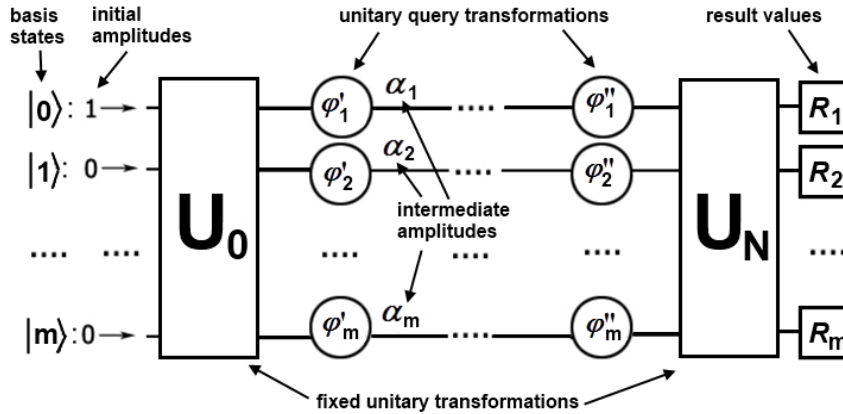 basis states
initial amplitudes
unitary query transformations
result values
|0⟩: 1 φ'₁ α₁ .... φ''₁ R₁
|1⟩: 0 φ'₂ α₂ .... φ''₂ R₂
U₀
intermediate amplitudes
U_N
.... .... .... .... .... ....
|m⟩: 0 φ'ₘ αₘ .... φ''ₘ Rₘ
fixed unitary transformations